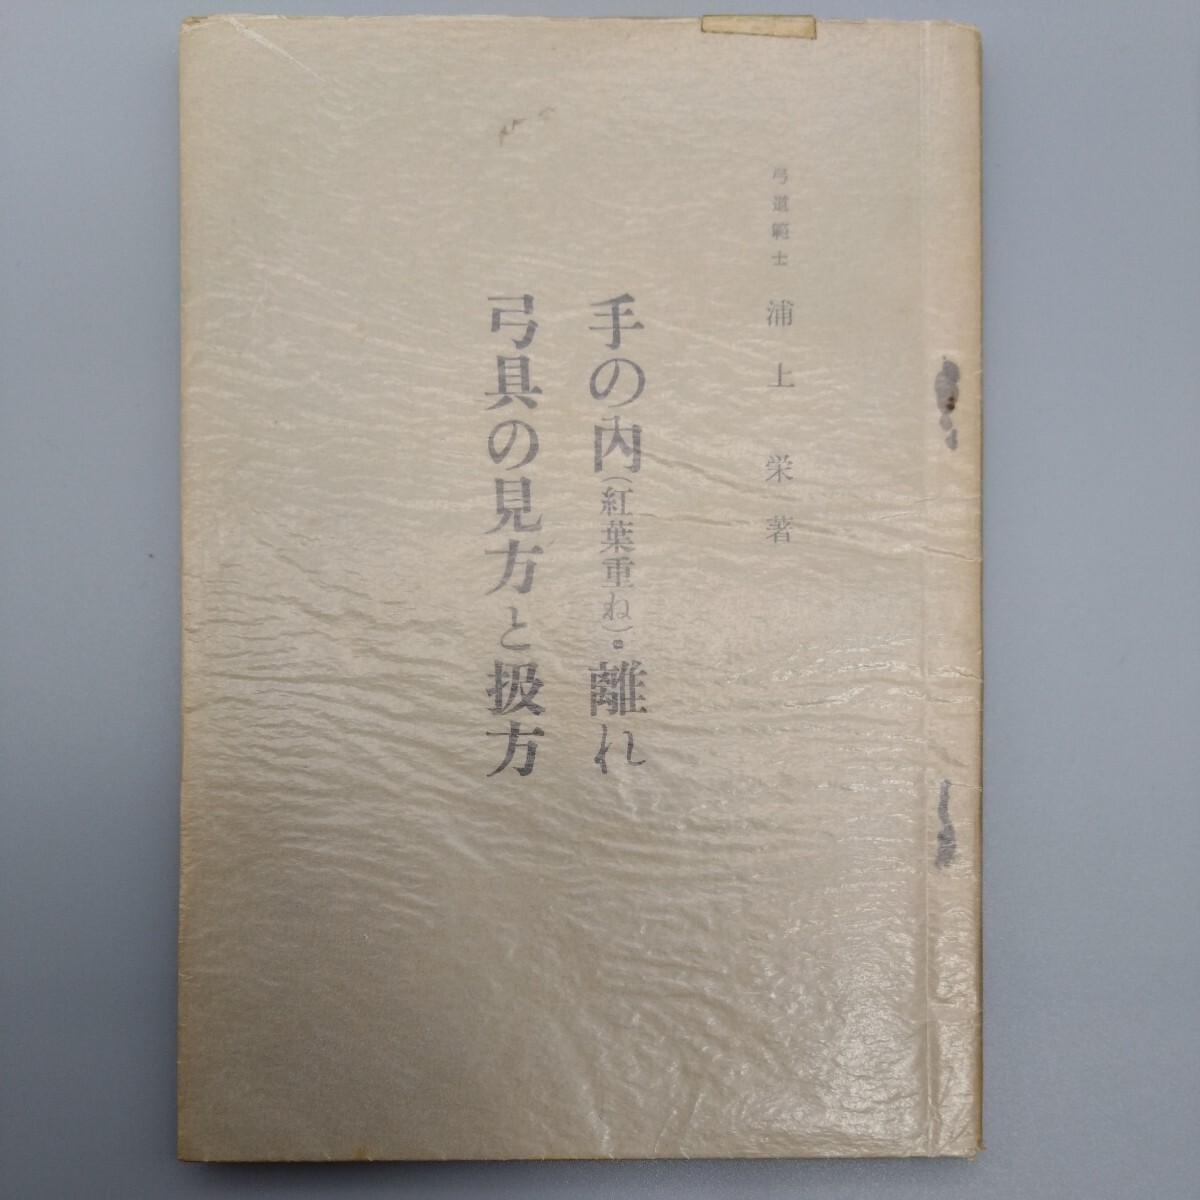 弓道範士 浦上 栄 著
手の内(紅葉重ね)・離れ
弓具の見方と扱方